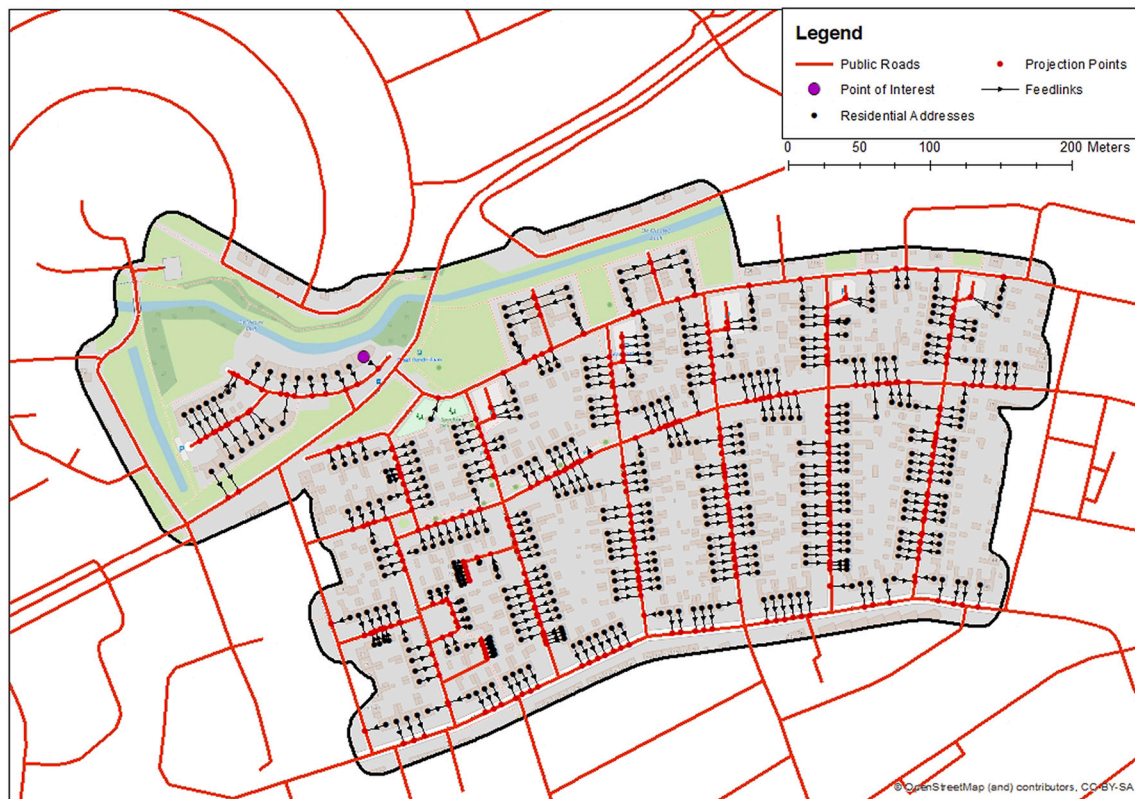 Legend
Public Roads
Projection Points
Point of Interest
Feedlinks
Residential Addresses
0 50 100 200 Meters
© OpenStreetMap (and) contributors, CC-BY-SA